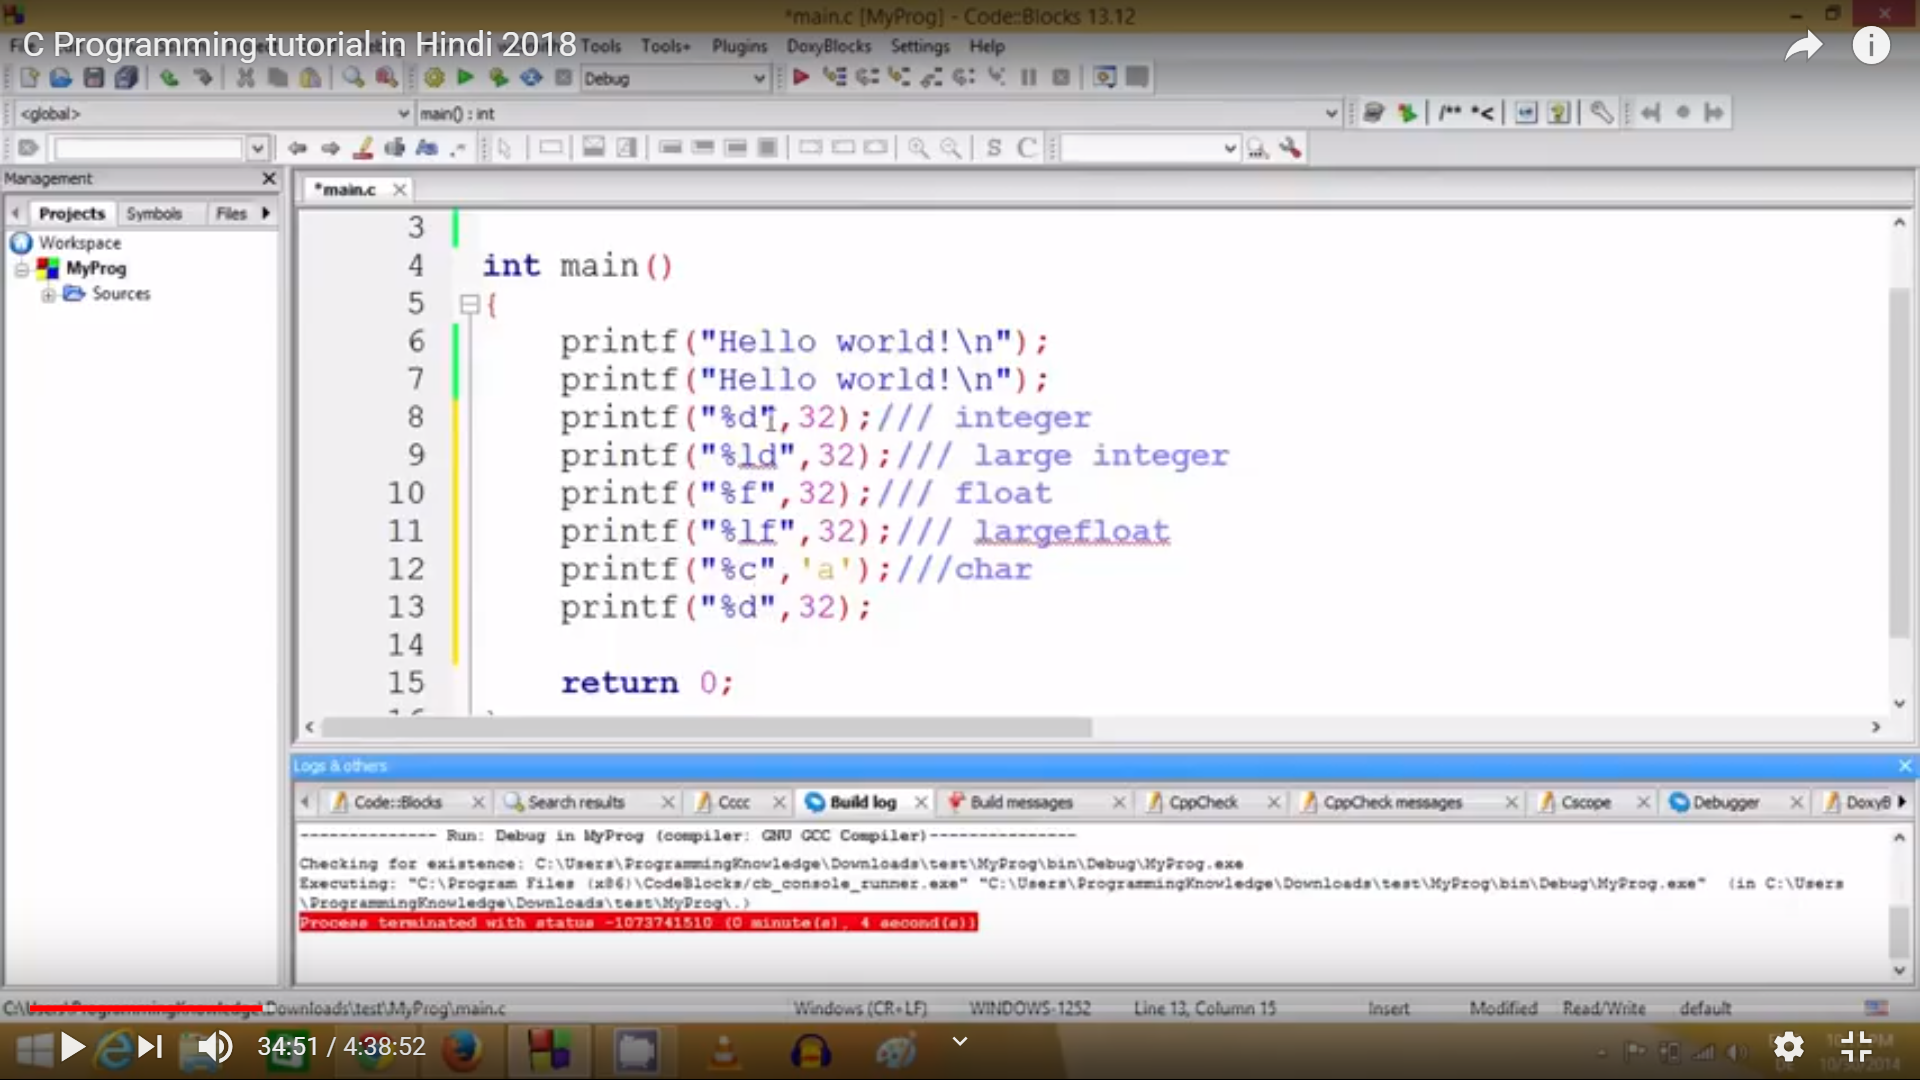 *main.c [MyProg] - Code::Blocks 13.12
C Programming tutorial in Hindi 2018
Tools Tools+ Plugins DoxyBlocks Settings Help
Debug
<global> main() : int
/** *<
S C
Management
*main.c
Projects Symbols Files
Workspace
MyProg
Sources
3
4 int main()
5 {
6 printf("Hello world!\n");
7 printf("Hello world!\n");
8 printf("%d",32);/// integer
9 printf("%ld",32);/// large integer
10 printf("%f",32);/// float
11 printf("%lf",32);/// largefloat
12 printf("%c",'a');///char
13 printf("%d",32);
14
15 return 0;
Logs & others
Code::Blocks Search results Cccc Build log Build messages CppCheck CppCheck messages Cscope Debugger DoxyB
-------------- Run: Debug in MyProg (compiler: GNU GCC Compiler)---------------
Checking for existence: C:\Users\ProgrammingKnowledge\Downloads\test\MyProg\bin\Debug\MyProg.exe
Executing: "C:\Program Files (x86)\CodeBlocks/cb_console_runner.exe" "C:\Users\ProgrammingKnowledge\Downloads\test\MyProg\bin\Debug\MyProg.exe" (in C:\Users
\ProgrammingKnowledge\Downloads\test\MyProg\.)
Process terminated with status -1073741510 (0 minute(s), 4 second(s))
C:\Users\ProgrammingKnowledge\Downloads\test\MyProg\main.c Windows (CR+LF) WINDOWS-1252 Line 13, Column 15 Insert Modified Read/Write default
34:51 / 4:38:52
10/30/2014